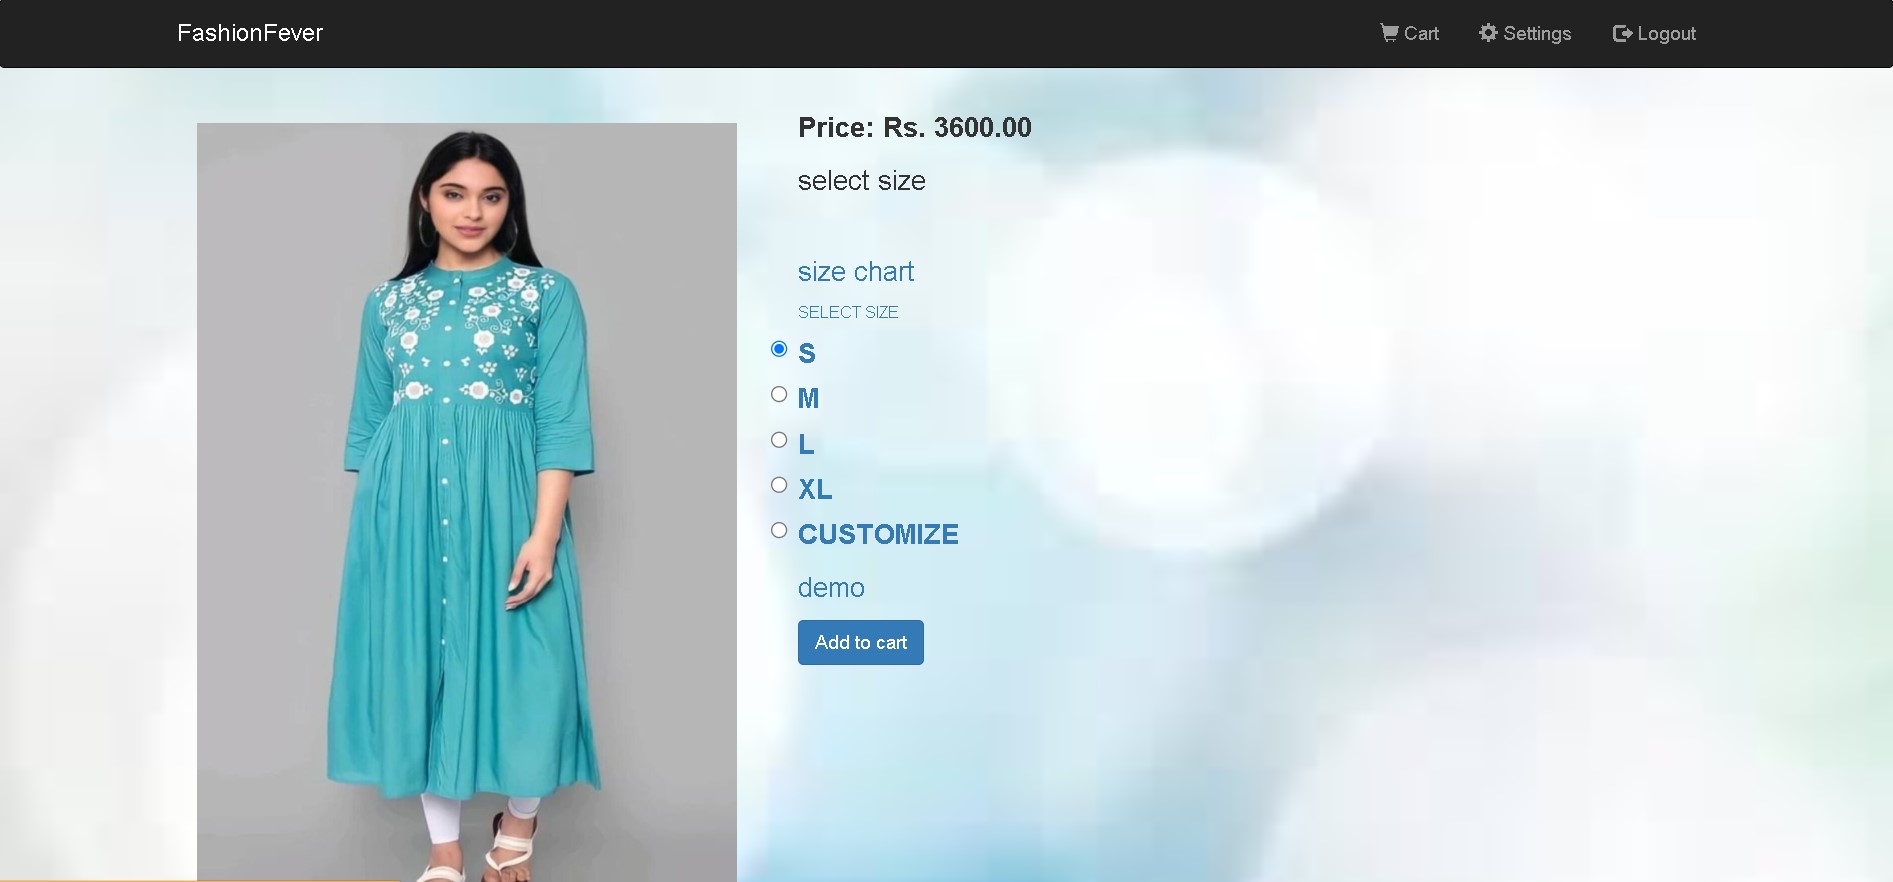 FashionFever
Cart
Settings
Logout
Price: Rs. 3600.00
select size
size chart
SELECT SIZE
S
M
L
XL
CUSTOMIZE
demo
Add to cart